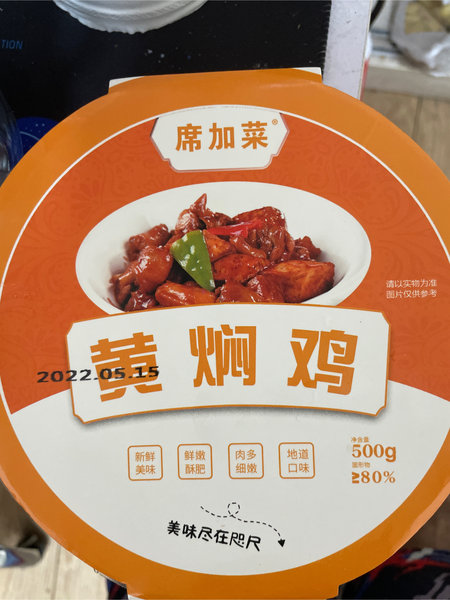 TION
席加菜®
请以实物为准
图片仅供参考
黄焖鸡
2022.05.15
新鲜
美味
鲜嫩
酥肥
肉多
细嫩
地道
口味
净含量
500g
固形物
≥80%
美味尽在咫尺